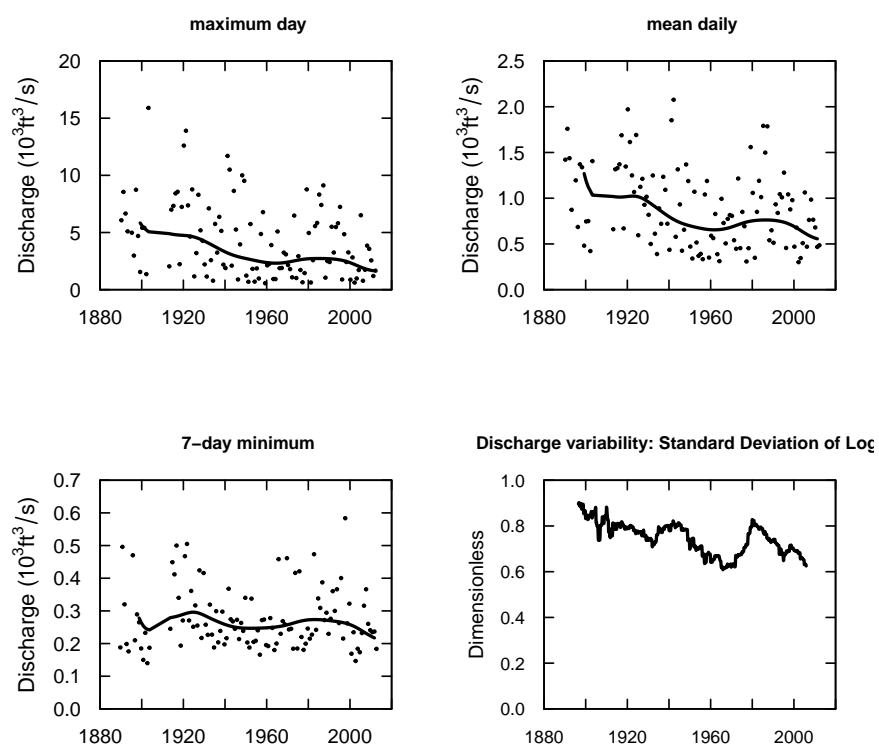 maximum day
Discharge (10³ft³/s)
20
15
10
5
0
1880 1920 1960 2000
mean daily
Discharge (10³ft³/s)
2.5
2.0
1.5
1.0
0.5
0.0
1880 1920 1960 2000
7−day minimum
Discharge (10³ft³/s)
0.7
0.6
0.5
0.4
0.3
0.2
0.1
0.0
1880 1920 1960 2000
Discharge variability: Standard Deviation of Log
Dimensionless
1.0
0.8
0.6
0.4
0.2
0.0
1880 1920 1960 2000